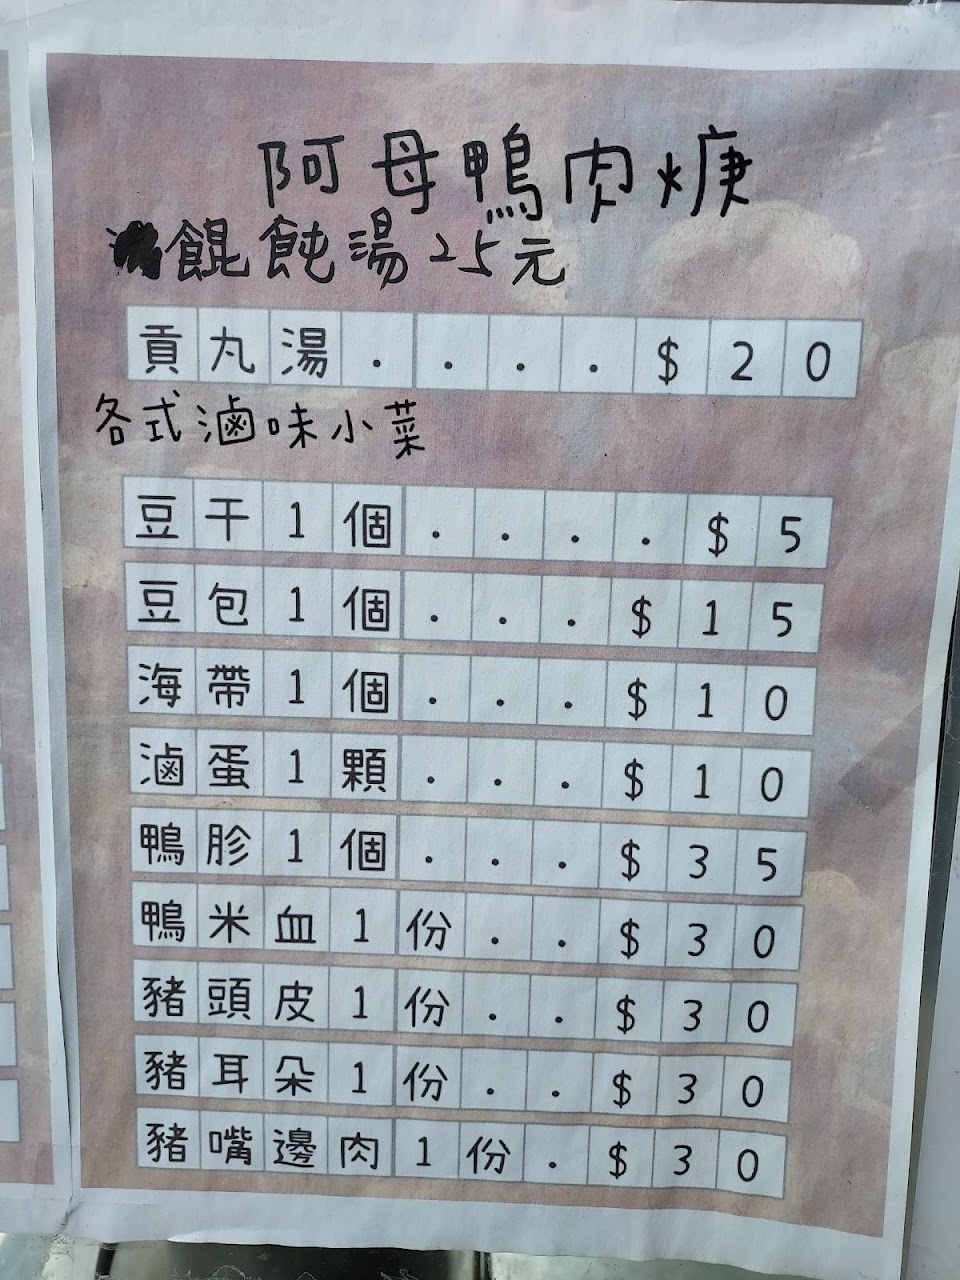 阿母鴨肉焿
餛飩湯25元
貢丸湯....$20
各式滷味小菜
豆干1個....$5
豆包1個...$15
海帶1個...$10
滷蛋1顆...$10
鴨胗1個...$35
鴨米血1份..$30
豬頭皮1份..$30
豬耳朵1份..$30
豬嘴邊肉1份.$30